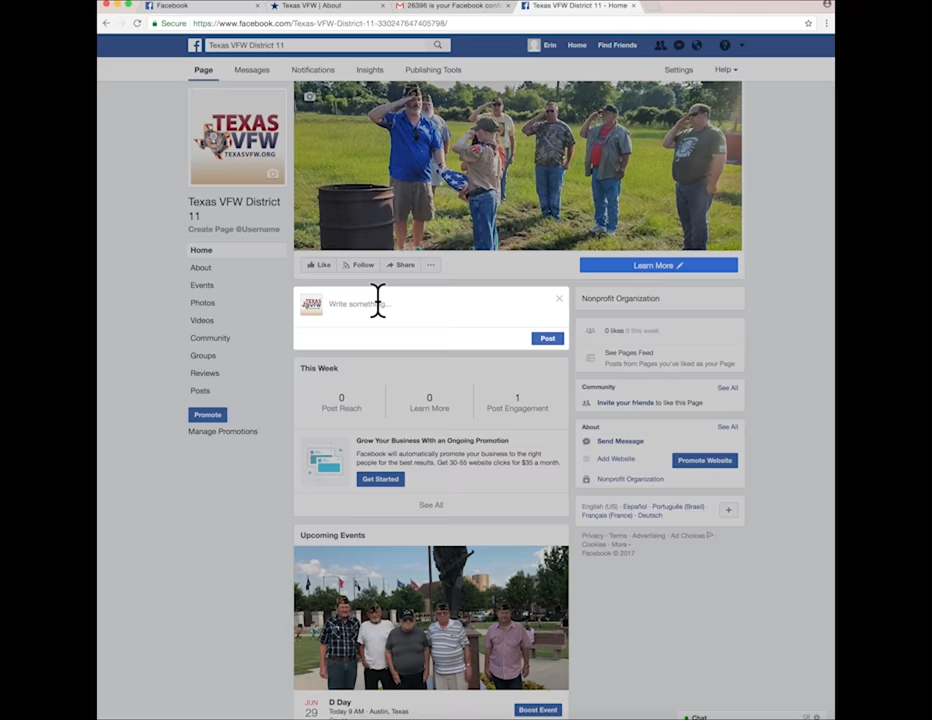 Facebook
Texas VFW | About
26396 is your Facebook conf
Texas VFW District 11 - Home
Secure
https://www.facebook.com/Texas-VFW-District-11-330247847405798/
Texas VFW District 11
Erin
Home
Find Friends
Page
Messages
Notifications
Insights
Publishing Tools
Settings
Help
TEXAS
VFW
TEXASVFW.ORG
Texas VFW District
11
Create Page @Username
Home
About
Events
Photos
Videos
Community
Groups
Reviews
Posts
Promote
Manage Promotions
Like
Follow
Share
Learn More
TEXAS
Write something...
Post
This Week
0
Post Reach
0
Learn More
1
Post Engagement
Grow Your Business With an Ongoing Promotion
Facebook will automatically promote your business to the right
people for the best results. Get 30-55 website clicks for $35 a month.
Get Started
See All
Upcoming Events
JUN
29
D Day
Today 9 AM · Austin, Texas
Boost Event
Nonprofit Organization
0 likes 0 this week
See Pages Feed
Posts from Pages you've liked as your Page
Community
See All
Invite your friends to like this Page
About
See All
Send Message
Add Website
Promote Website
Nonprofit Organization
English (US) · Español · Português (Brasil) ·
Français (France) · Deutsch
Privacy · Terms · Advertising · Ad Choices
Cookies · More
Facebook © 2017
Chat